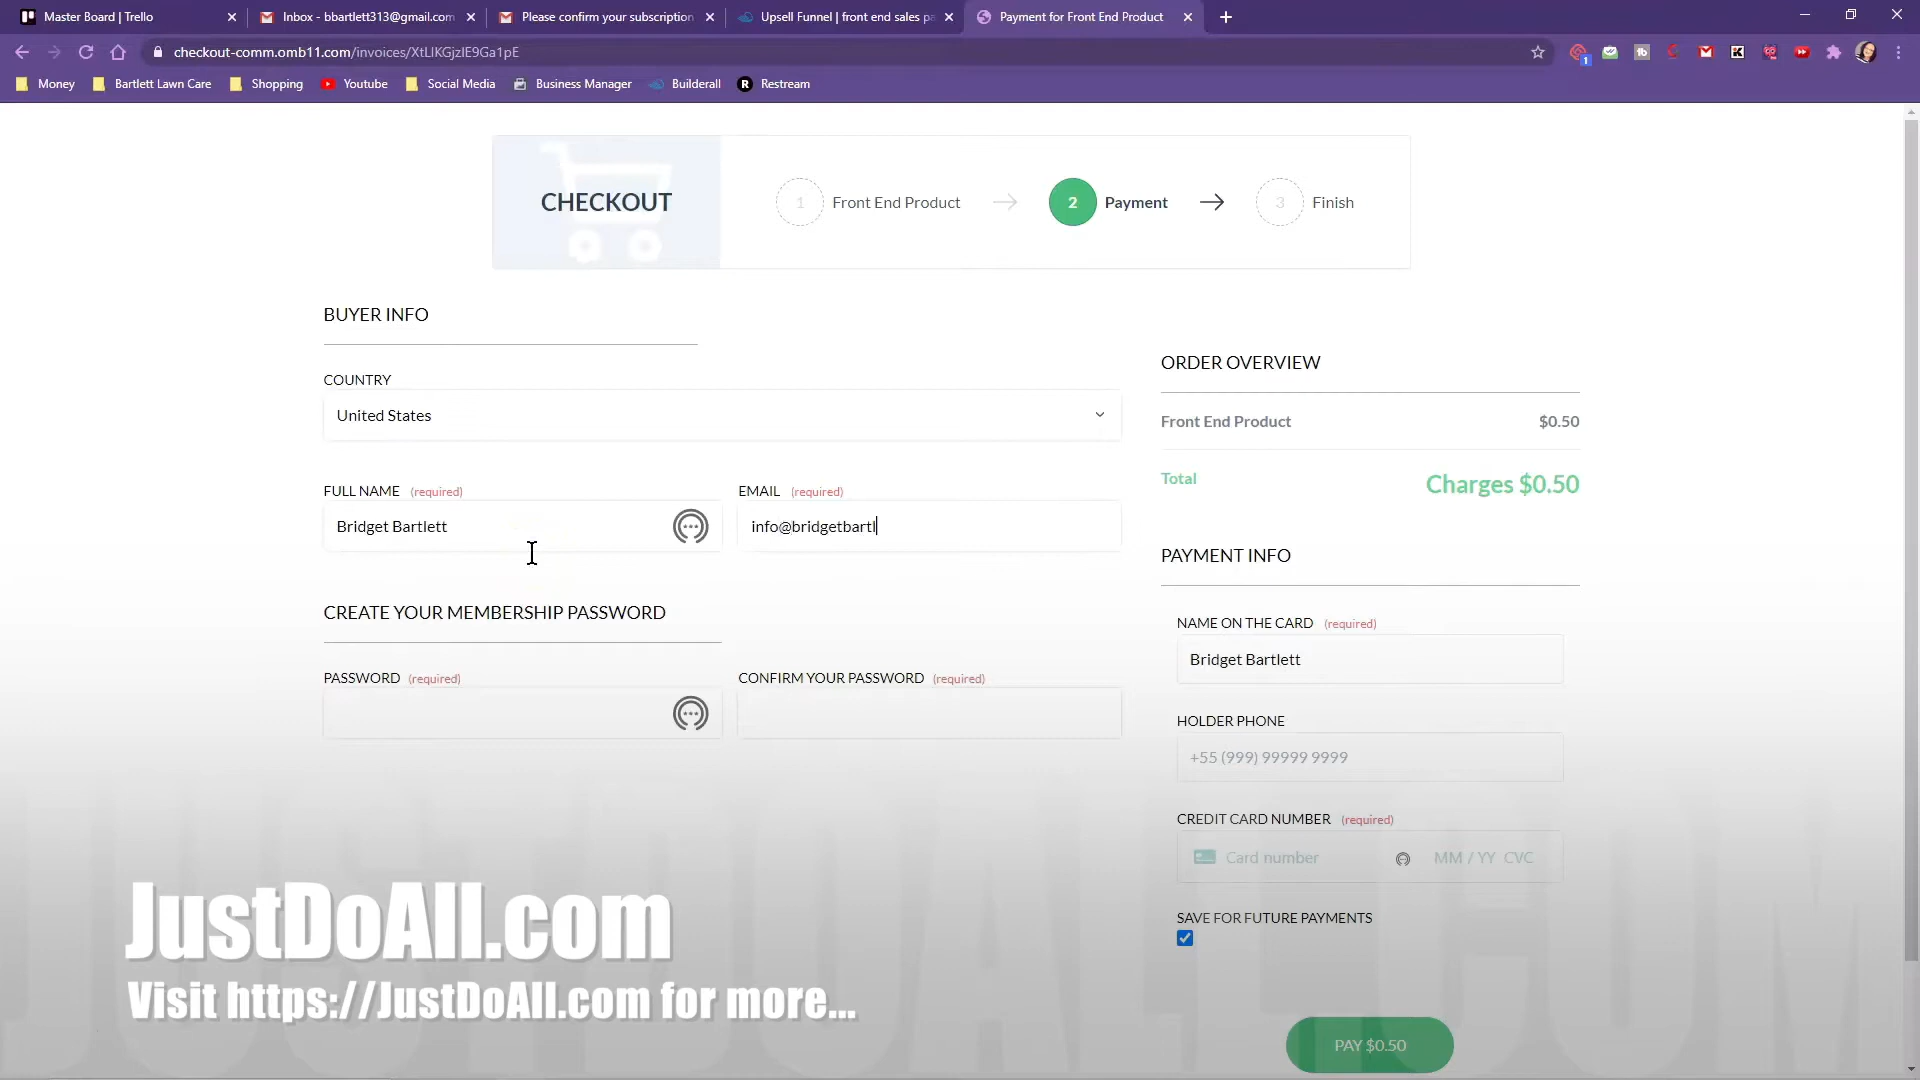 Master Board | Trello
Inbox - bbartlett313@gmail.com
Please confirm your subscription
Upsell Funnel | front end sales pa
Payment for Front End Product
checkout-comm.omb11.com/invoices/XtLIKGjzIE9Ga1pE
1
Money
Bartlett Lawn Care
Shopping
Youtube
Social Media
Business Manager
Builderall
R
Restream
CHECKOUT
1
Front End Product
2
Payment
3
Finish
BUYER INFO
COUNTRY
United States
FULL NAME (required)
Bridget Bartlett
EMAIL (required)
info@bridgetbartl
CREATE YOUR MEMBERSHIP PASSWORD
PASSWORD (required)
CONFIRM YOUR PASSWORD (required)
ORDER OVERVIEW
Front End Product $0.50
Total Charges $0.50
PAYMENT INFO
NAME ON THE CARD (required)
Bridget Bartlett
HOLDER PHONE
+55 (999) 99999 9999
CREDIT CARD NUMBER (required)
Card number MM / YY CVC
SAVE FOR FUTURE PAYMENTS
PAY $0.50
JustDoAll.com
Visit https://JustDoAll.com for more...
JUSTDOALL.COM